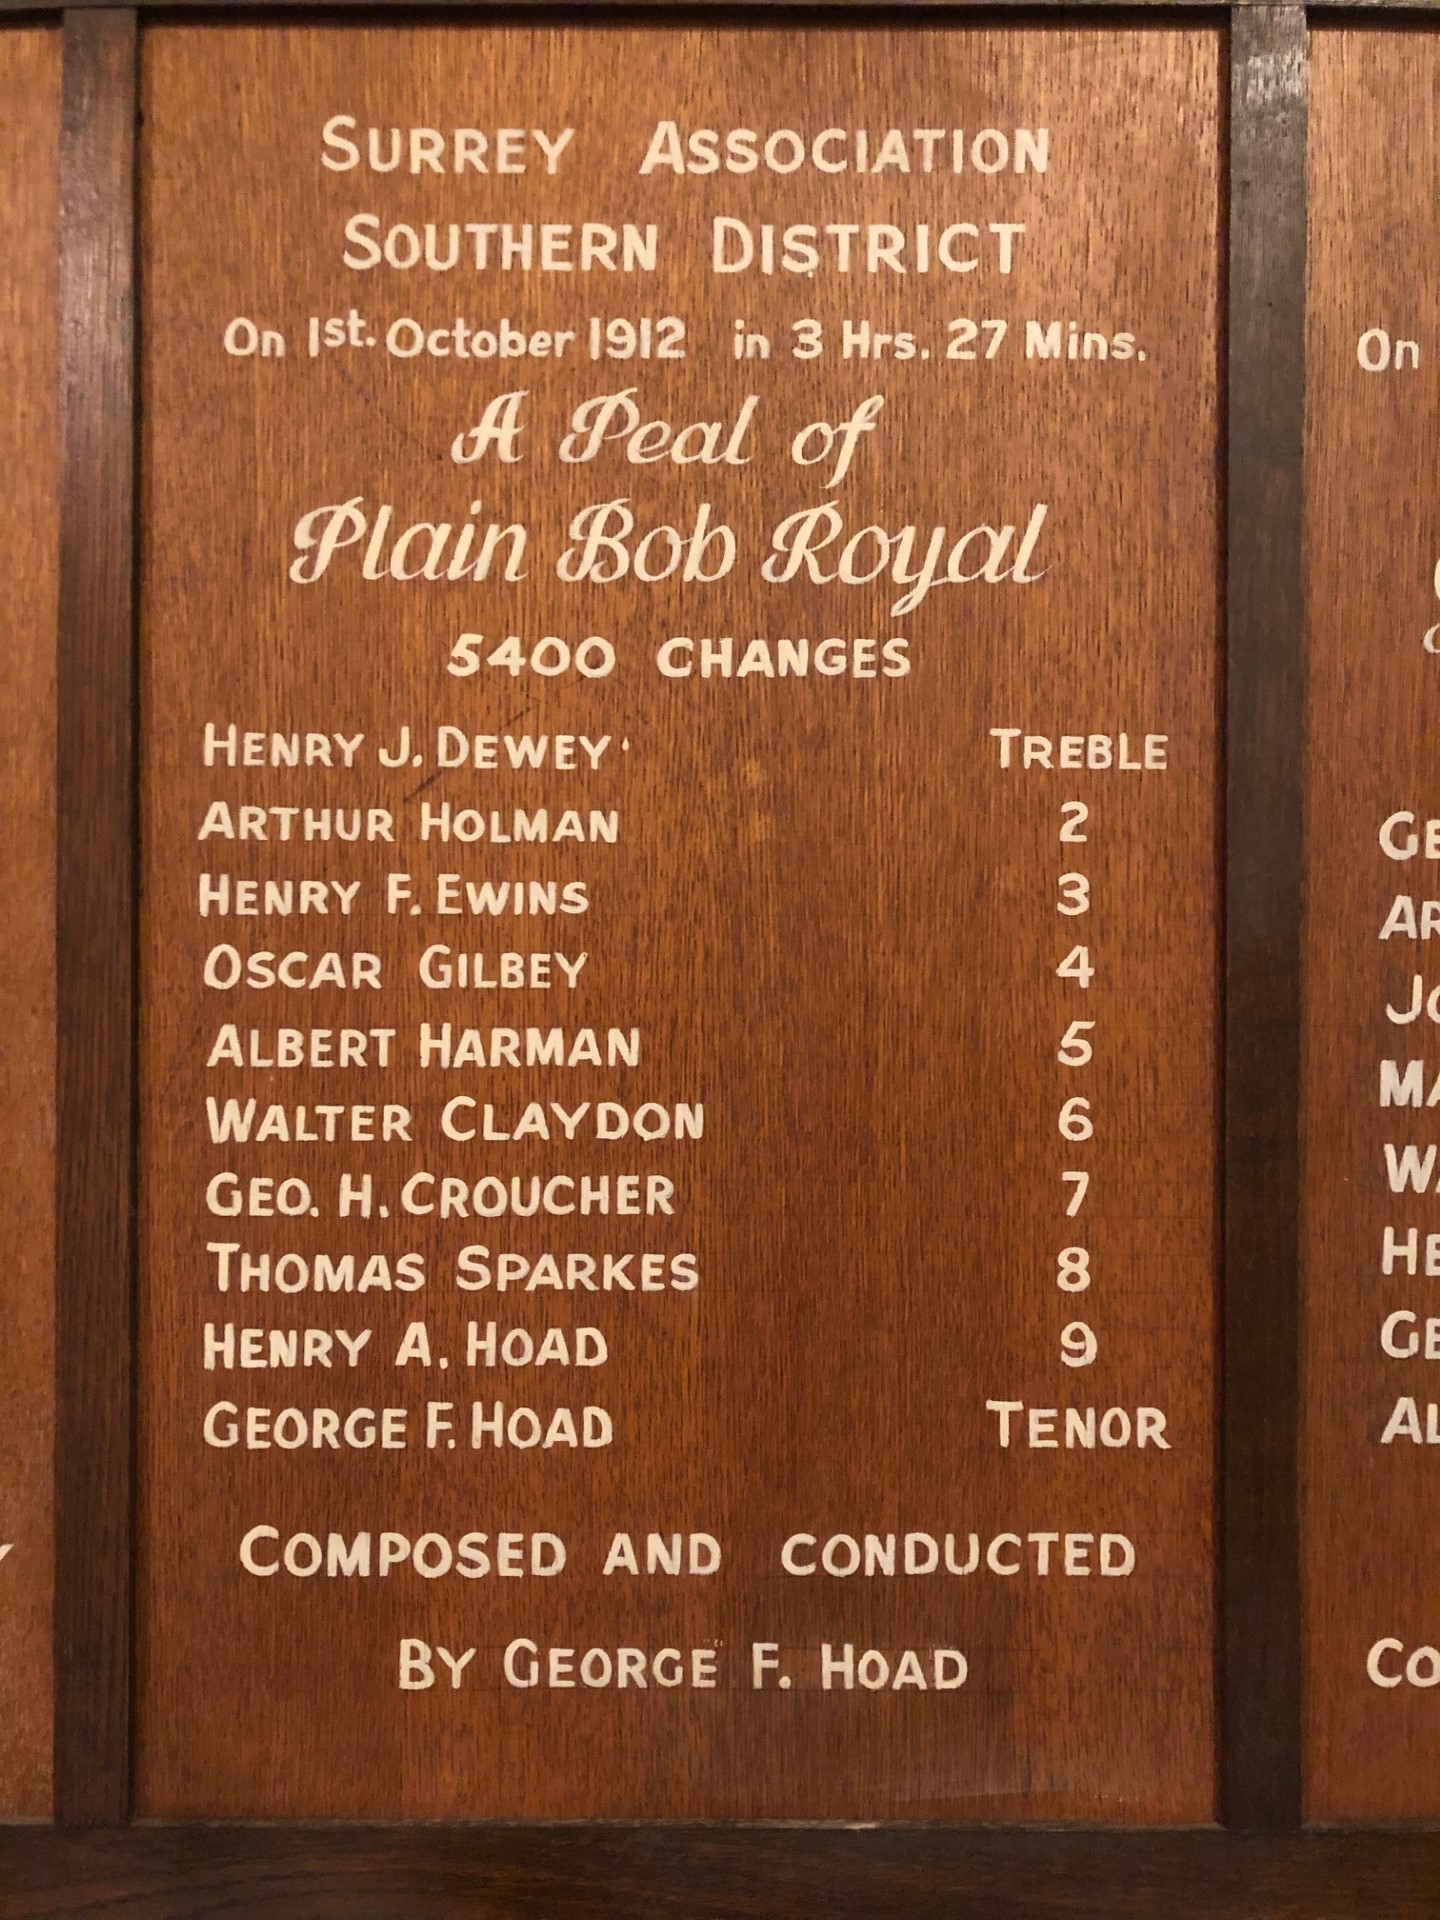 SURREY ASSOCIATION
SOUTHERN DISTRICT
On 1st. October 1912 in 3 Hrs. 27 Mins.
A Peal of
Plain Bob Royal
5400 CHANGES
HENRY J. DEWEY TREBLE
ARTHUR HOLMAN 2
HENRY F. EWINS 3
OSCAR GILBEY 4
ALBERT HARMAN 5
WALTER CLAYDON 6
GEO. H. CROUCHER 7
THOMAS SPARKES 8
HENRY A. HOAD 9
GEORGE F. HOAD TENOR
COMPOSED AND CONDUCTED
BY GEORGE F. HOAD
On